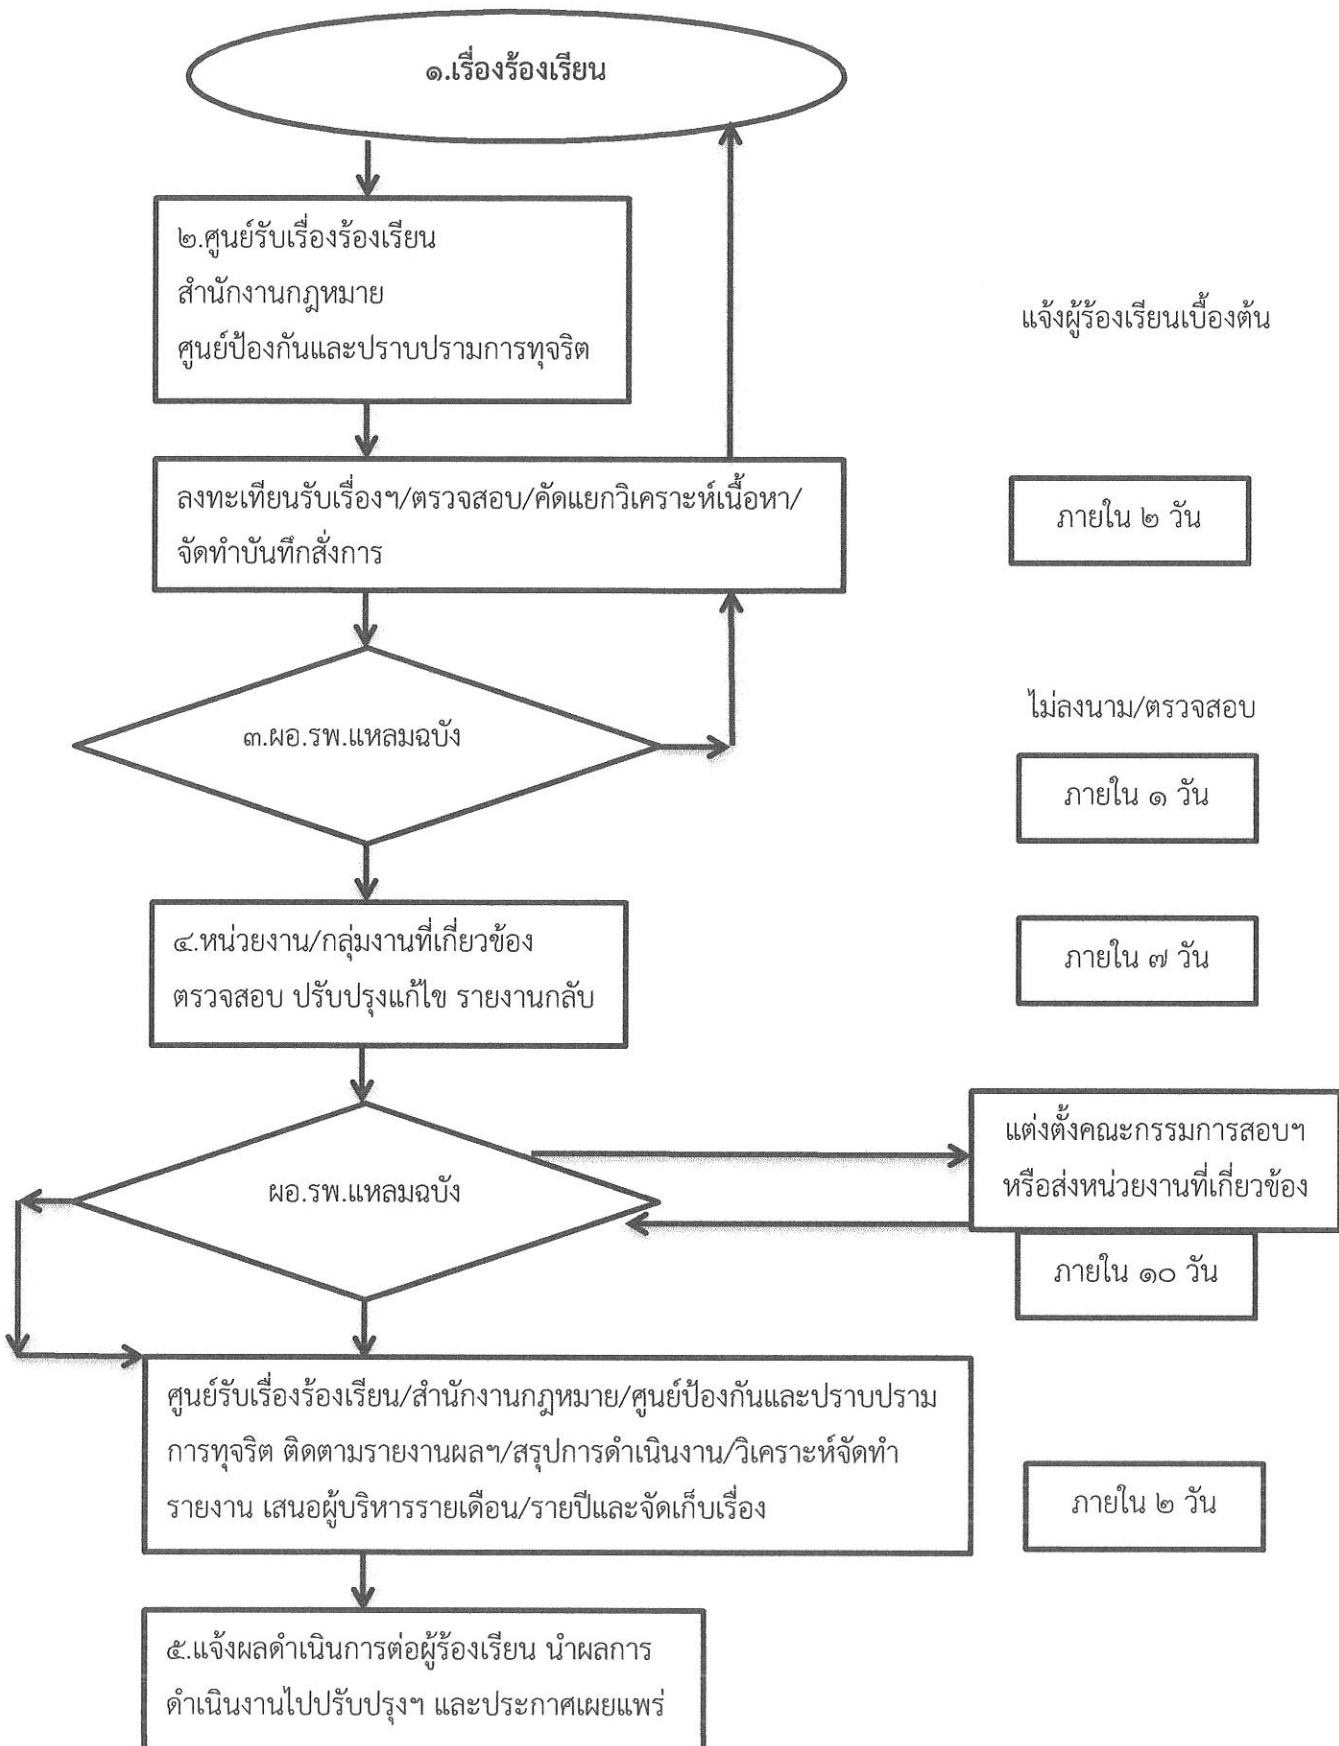 ๑.เรื่องร้องเรียน
๒.ศูนย์รับเรื่องร้องเรียน
สำนักงานกฎหมาย
ศูนย์ป้องกันและปราบปรามการทุจริต
แจ้งผู้ร้องเรียนเบื้องต้น
ลงทะเทียนรับเรื่องฯ/ตรวจสอบ/คัดแยกวิเคราะห์เนื้อหา/
จัดทำบันทึกสั่งการ
ภายใน ๒ วัน
๓.ผอ.รพ.แหลมฉบัง
ไม่ลงนาม/ตรวจสอบ
ภายใน ๑ วัน
๔.หน่วยงาน/กลุ่มงานที่เกี่ยวข้อง
ตรวจสอบ ปรับปรุงแก้ไข รายงานกลับ
ภายใน ๗ วัน
ผอ.รพ.แหลมฉบัง
แต่งตั้งคณะกรรมการสอบฯ
หรือส่งหน่วยงานที่เกี่ยวข้อง
ภายใน ๑๐ วัน
ศูนย์รับเรื่องร้องเรียน/สำนักงานกฎหมาย/ศูนย์ป้องกันและปราบปราม
การทุจริต ติดตามรายงานผลฯ/สรุปการดำเนินงาน/วิเคราะห์จัดทำ
รายงาน เสนอผู้บริหารรายเดือน/รายปีและจัดเก็บเรื่อง
ภายใน ๒ วัน
๕.แจ้งผลดำเนินการต่อผู้ร้องเรียน นำผลการ
ดำเนินงานไปปรับปรุงฯ และประกาศเผยแพร่